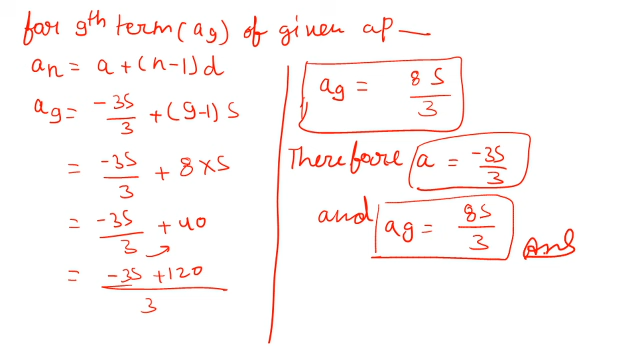 for 9th term (a9) of given AP —
an = a + (n-1) d
a9 = -35/3 + (9-1) 5
= -35/3 + 8 × 5
= -35/3 + 40
= (-35 + 120)/3
a9 = 85/3
Therefore a = -35/3
and a9 = 85/3 Ans